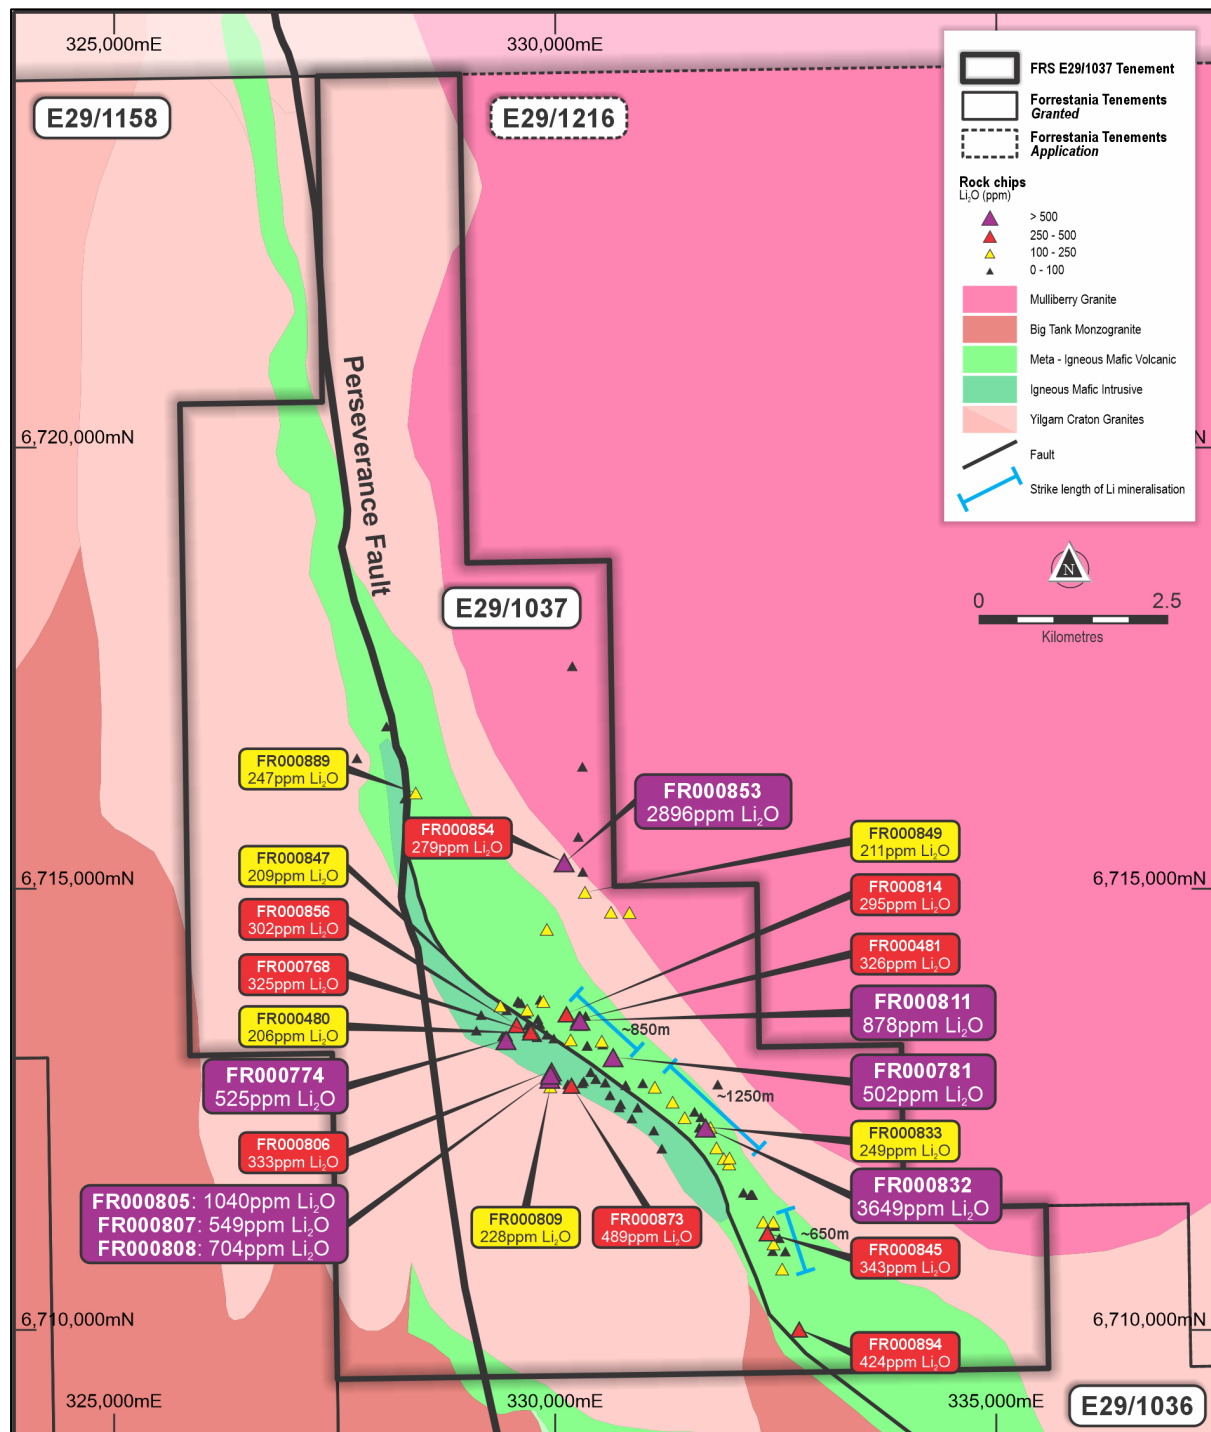 325,000mE
330,000mE
E29/1158
E29/1216
FRS E29/1037 Tenement
Forrestania Tenements
Granted
Forrestania Tenements
Application
Rock chips
Li₂O (ppm)
> 500
250 - 500
100 - 250
0 - 100
Mulliberry Granite
Big Tank Monzogranite
Meta - Igneous Mafic Volcanic
Igneous Mafic Intrusive
Yilgarn Craton Granites
Fault
Strike length of Li mineralisation
Perseverance Fault
6,720,000mN
N
N
0 2.5
Kilometres
E29/1037
FR000889
247ppm Li₂O
FR000853
2896ppm Li₂O
FR000854
279ppm Li₂O
FR000849
211ppm Li₂O
FR000847
209ppm Li₂O
6,715,000mN
6,715,000mN
FR000814
295ppm Li₂O
FR000856
302ppm Li₂O
FR000481
326ppm Li₂O
FR000768
325ppm Li₂O
FR000811
878ppm Li₂O
FR000480
206ppm Li₂O
~850m
FR000774
525ppm Li₂O
FR000781
502ppm Li₂O
~1250m
FR000833
249ppm Li₂O
FR000806
333ppm Li₂O
FR000832
3649ppm Li₂O
FR000805: 1040ppm Li₂O
FR000807: 549ppm Li₂O
FR000808: 704ppm Li₂O
FR000809
228ppm Li₂O
FR000873
489ppm Li₂O
~650m
FR000845
343ppm Li₂O
6,710,000mN
6,710,000mN
FR000894
424ppm Li₂O
325,000mE
330,000mE
335,000mE
E29/1036